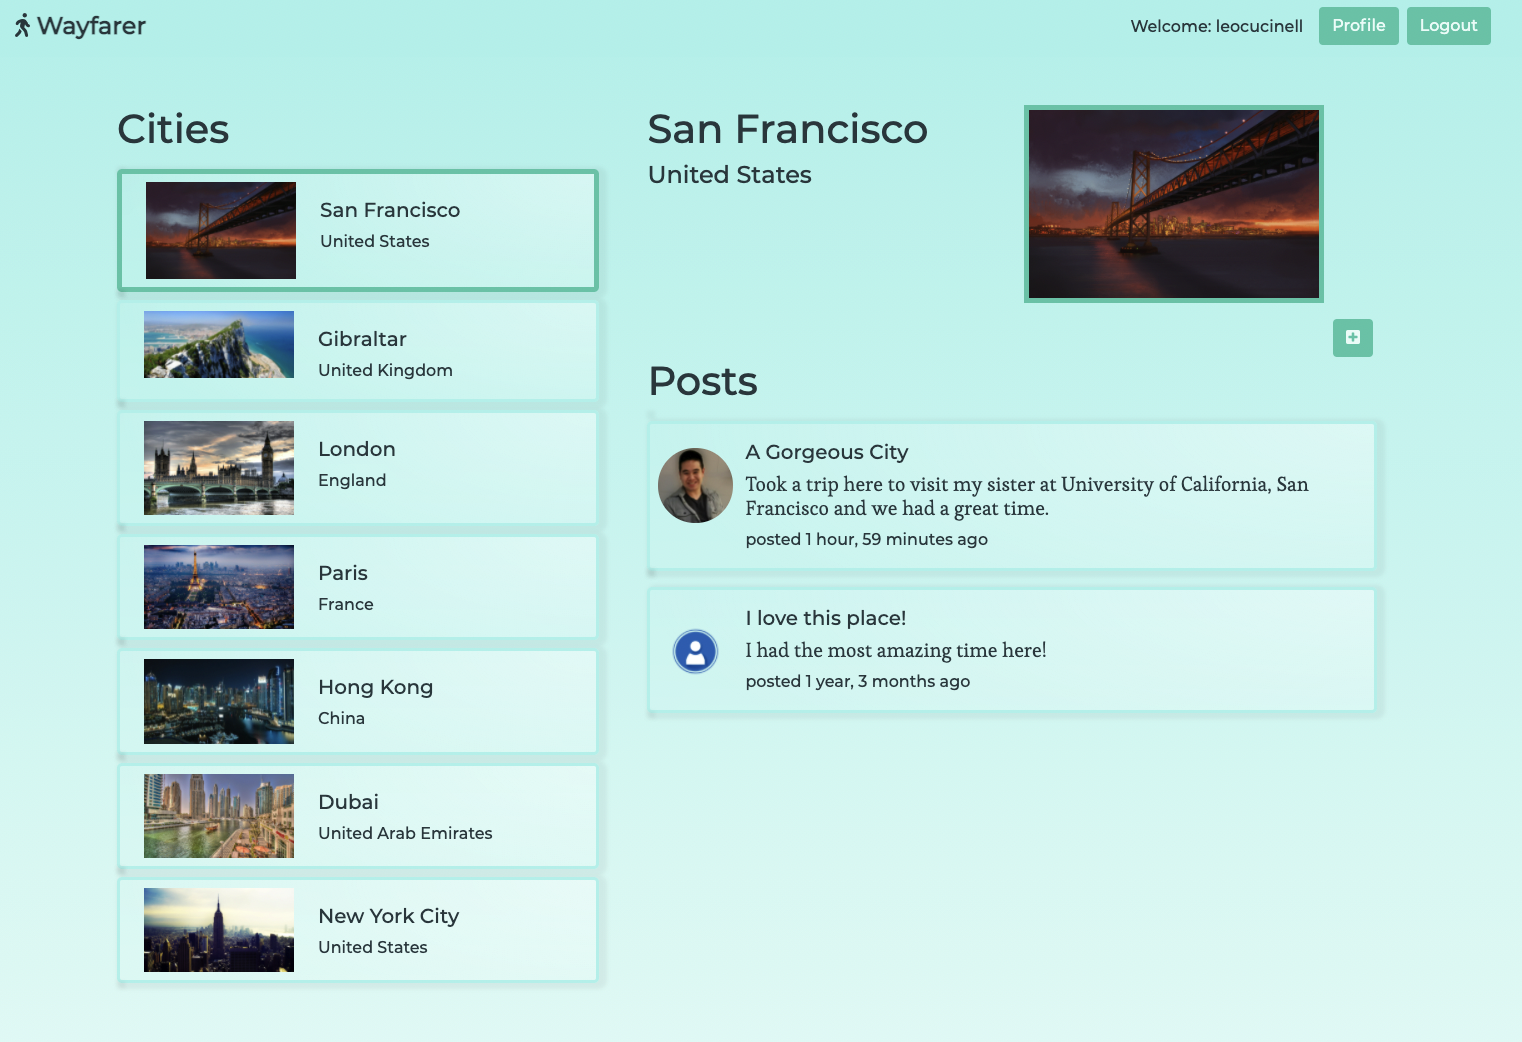 Wayfarer
Welcome: leocucinell
Profile
Logout
Cities
San Francisco
United States
Gibraltar
United Kingdom
London
England
Paris
France
Hong Kong
China
Dubai
United Arab Emirates
New York City
United States
San Francisco
United States
Posts
A Gorgeous City
Took a trip here to visit my sister at University of California, San
Francisco and we had a great time.
posted 1 hour, 59 minutes ago
I love this place!
I had the most amazing time here!
posted 1 year, 3 months ago